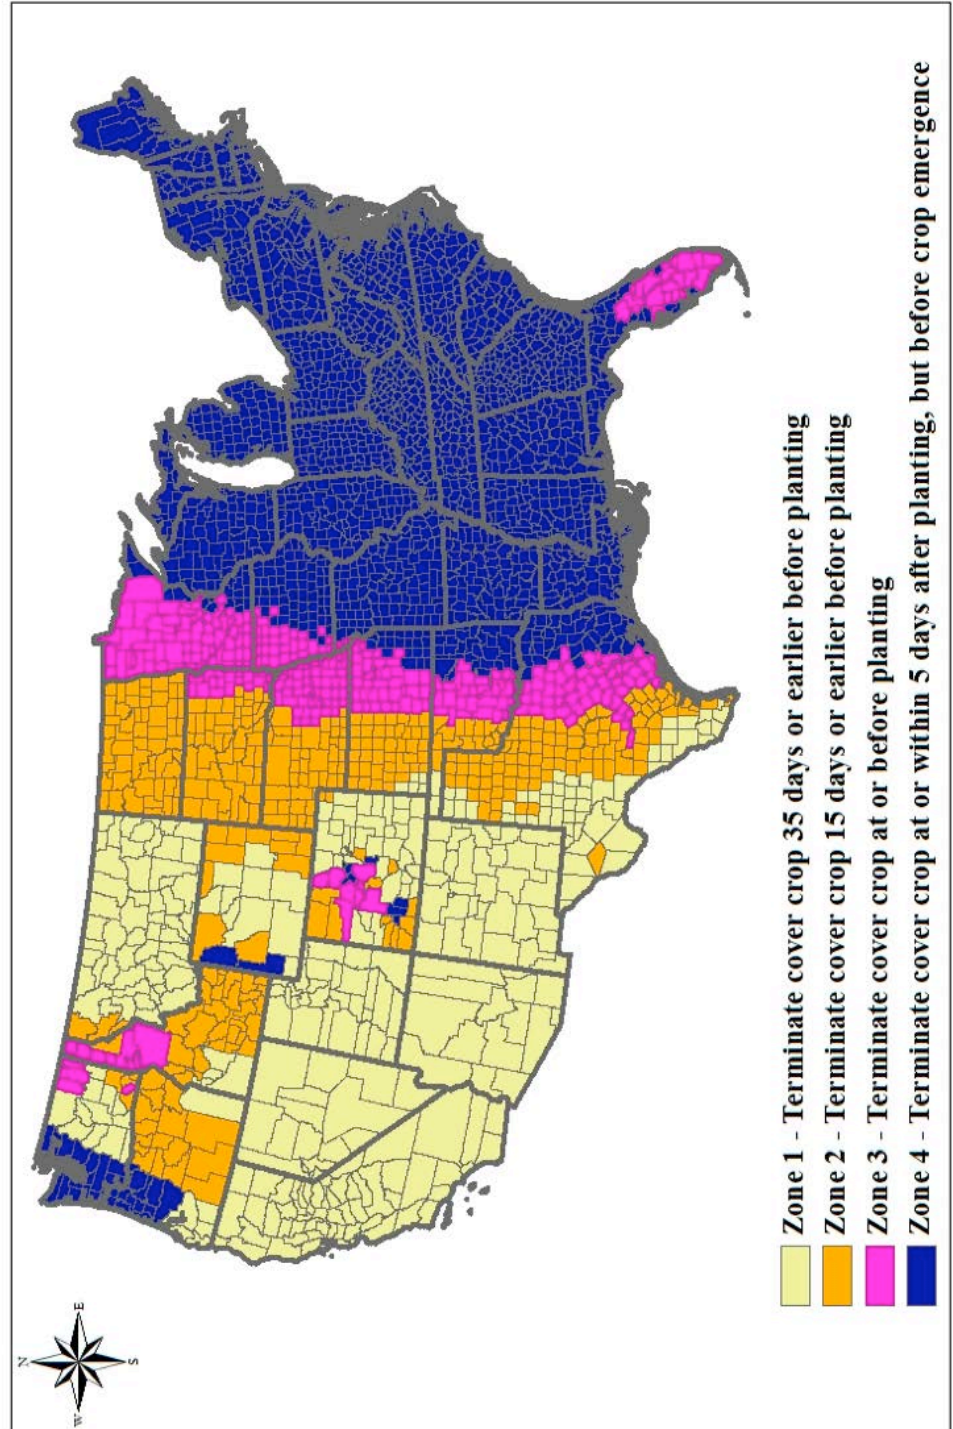 N
W
E
S
Zone 1 - Terminate cover crop 35 days or earlier before planting
Zone 2 - Terminate cover crop 15 days or earlier before planting
Zone 3 - Terminate cover crop at or before planting
Zone 4 - Terminate cover crop at or within 5 days after planting, but before crop emergence